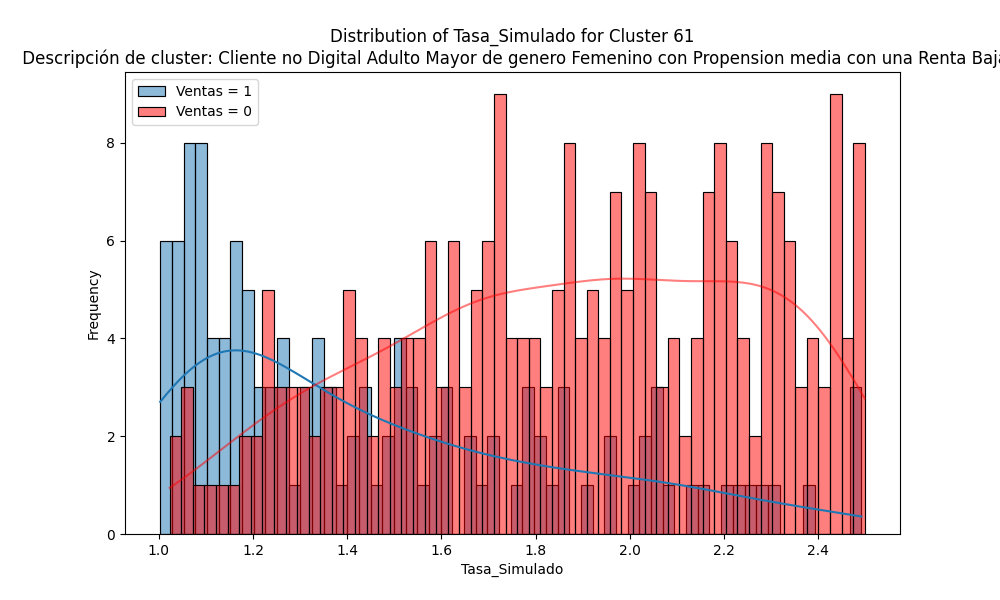 Distribution of Tasa_Simulado for Cluster 61
Descripción de cluster: Cliente no Digital Adulto Mayor de genero Femenino con Propension media con una Renta Baja
Ventas = 1
Ventas = 0
Frequency
8
6
4
2
0
1.0 1.2 1.4 1.6 1.8 2.0 2.2 2.4
Tasa_Simulado